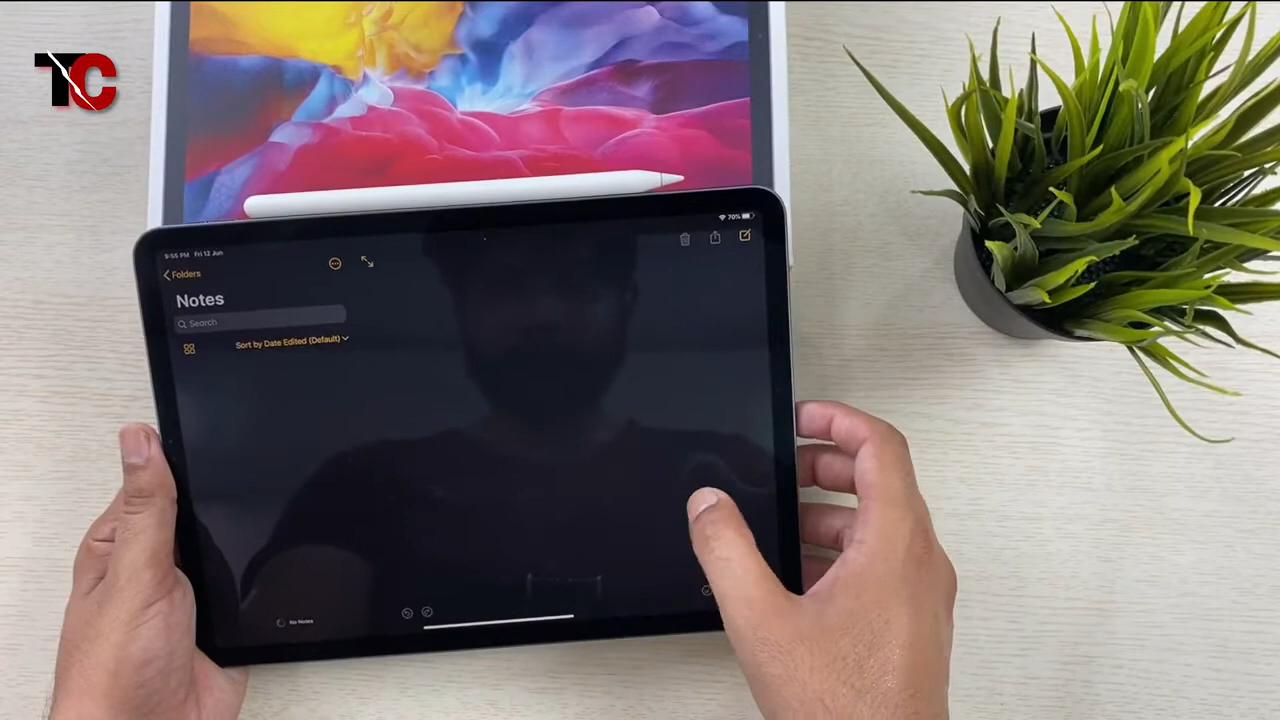 TC
9:55 PM Fri 12 Jun
70%
Folders
Notes
Search
Sort by Date Edited (Default)
No Notes